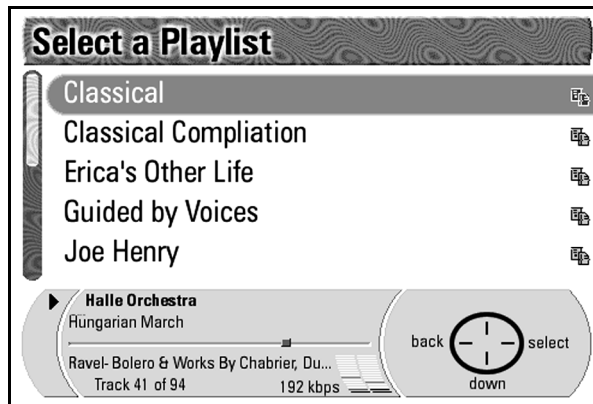 Select a Playlist
Classical
Classical Compliation
Erica's Other Life
Guided by Voices
Joe Henry
Halle Orchestra
Hungarian March
Ravel- Bolero & Works By Chabrier, Du...
Track 41 of 94 192 kbps
back select
down